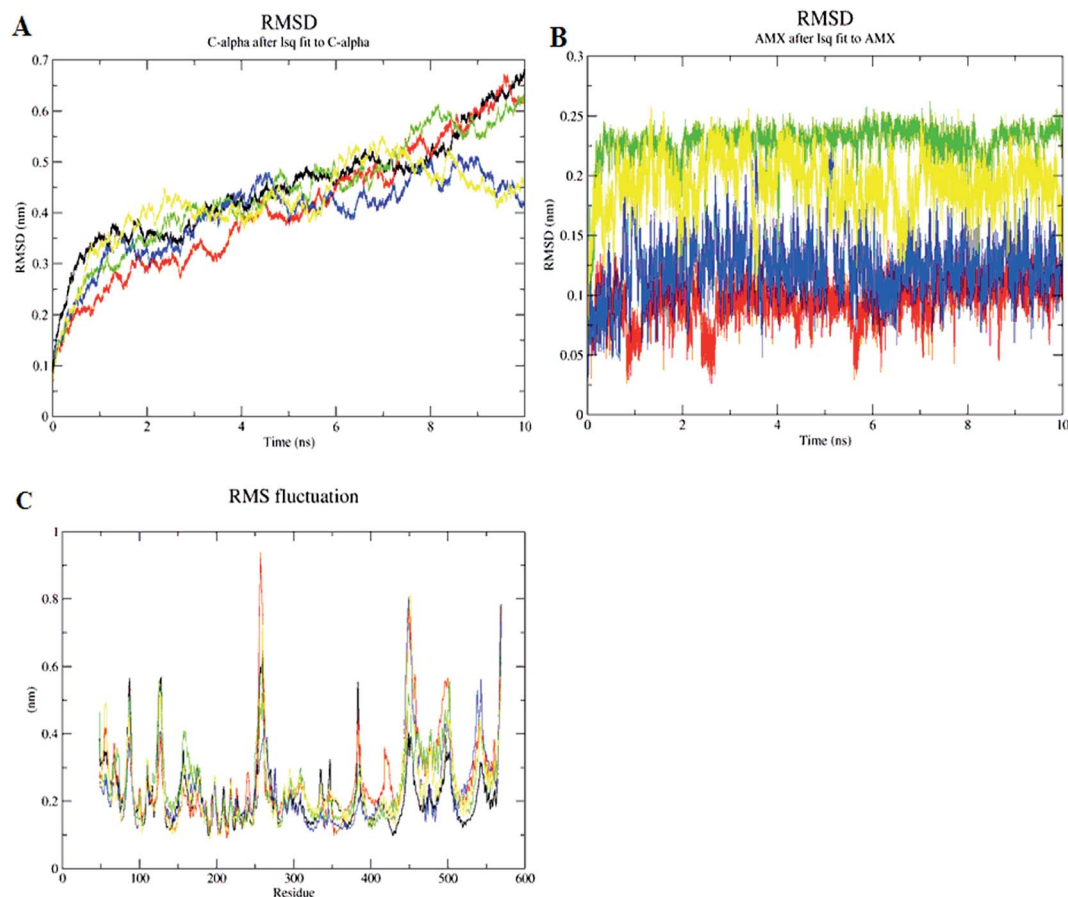 A
RMSD
C-alpha after lsq fit to C-alpha
RMSD (nm)
0.7
0.6
0.5
0.4
0.3
0.2
0.1
0
0 2 4 6 8 10
Time (ns)
B
RMSD
AMX after lsq fit to AMX
RMSD (nm)
0.3
0.25
0.2
0.15
0.1
0.05
0
0 2 4 6 8 10
Time (ns)
C
RMS fluctuation
(nm)
1
0.8
0.6
0.4
0.2
0
0 100 200 300 400 500 600
Residue